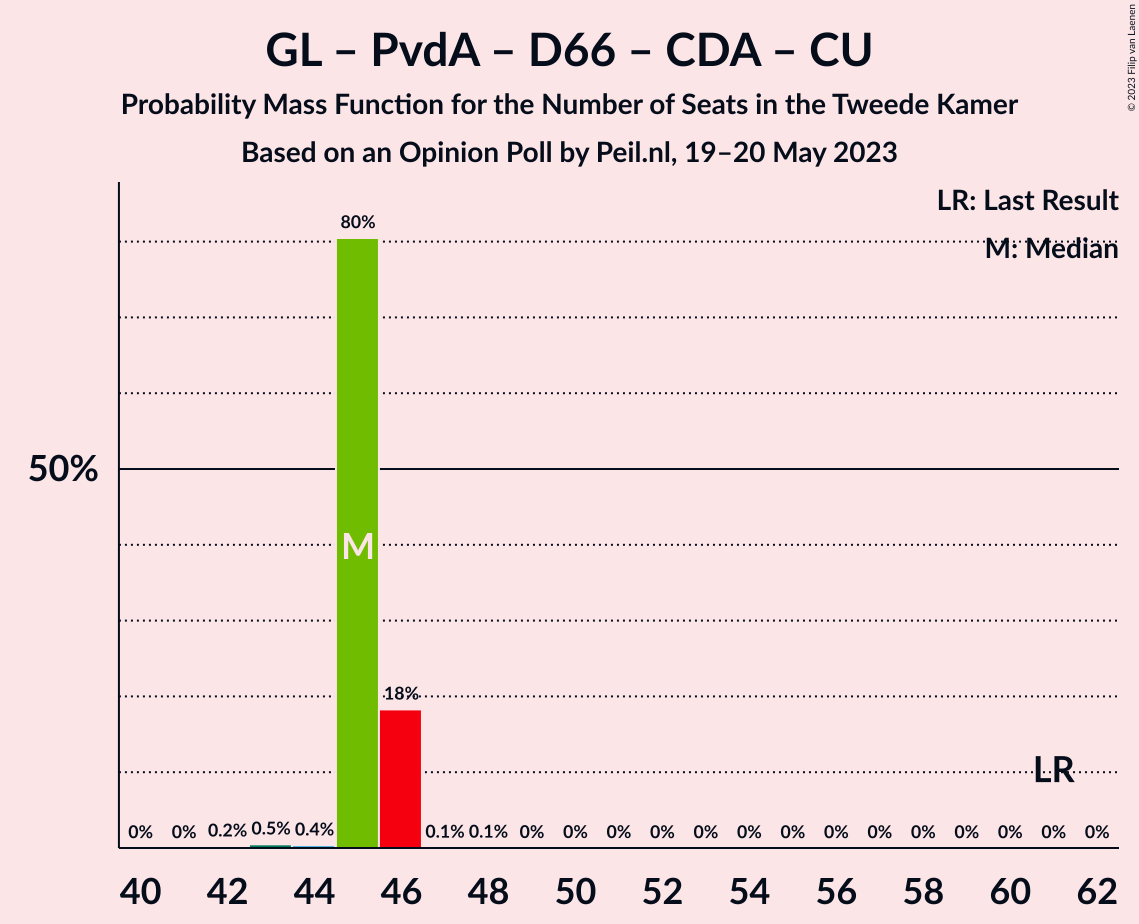 GL – PvdA – D66 – CDA – CU
Probability Mass Function for the Number of Seats in the Tweede Kamer
Based on an Opinion Poll by Peil.nl, 19–20 May 2023
© 2023 Filip van Laenen
LR: Last Result
M: Median
80%
50%
M
18%
LR
0% 0% 0.2% 0.5% 0.4% 0.1% 0.1% 0% 0% 0% 0% 0% 0% 0% 0% 0% 0% 0% 0% 0% 0%
40 42 44 46 48 50 52 54 56 58 60 62